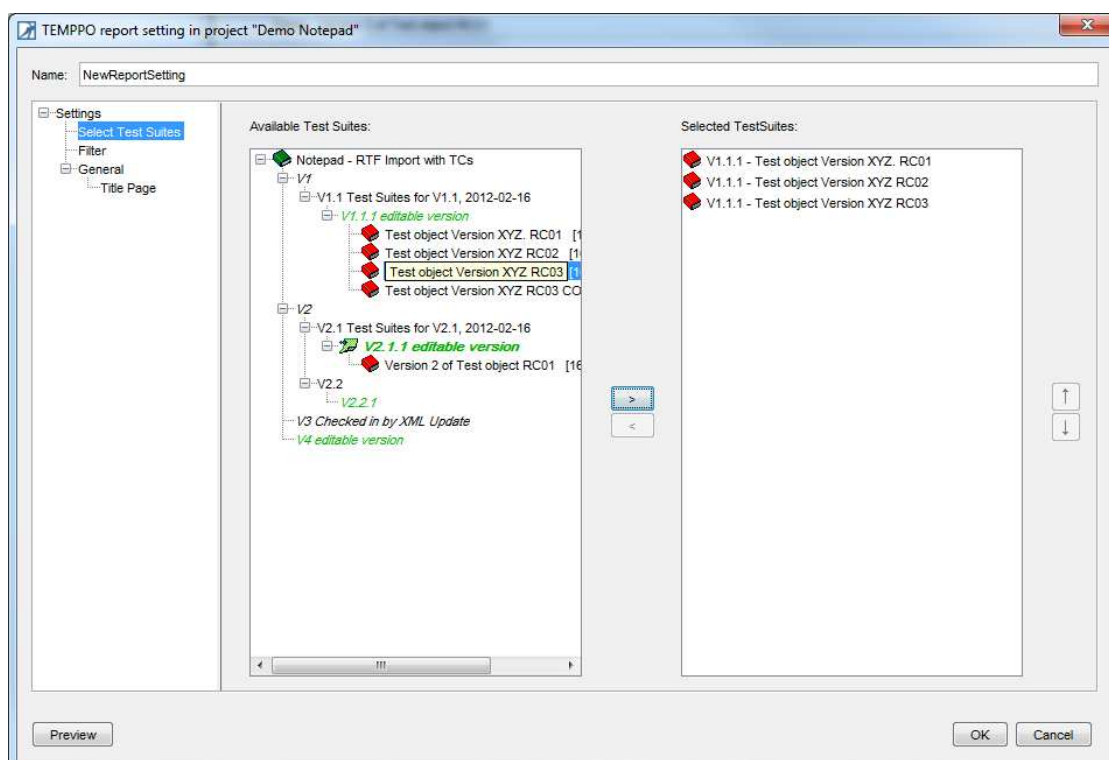 TEMPPO report setting in project "Demo Notepad"
Name: NewReportSetting
Settings
Select Test Suites
Filter
General
Title Page
Available Test Suites:
Notepad - RTF Import with TCs
V1
V1.1 Test Suites for V1.1, 2012-02-16
V1.1.1 editable version
Test object Version XYZ. RC01 [1
Test object Version XYZ RC02 [1
Test object Version XYZ RC03 [1
Test object Version XYZ RC03 CO
V2
V2.1 Test Suites for V2.1, 2012-02-16
V2.1.1 editable version
Version 2 of Test object RC01 [16
V2.2
V2.2.1
V3 Checked in by XML Update
V4 editable version
>
<
Selected TestSuites:
V1.1.1 - Test object Version XYZ. RC01
V1.1.1 - Test object Version XYZ RC02
V1.1.1 - Test object Version XYZ RC03
Preview
OK Cancel